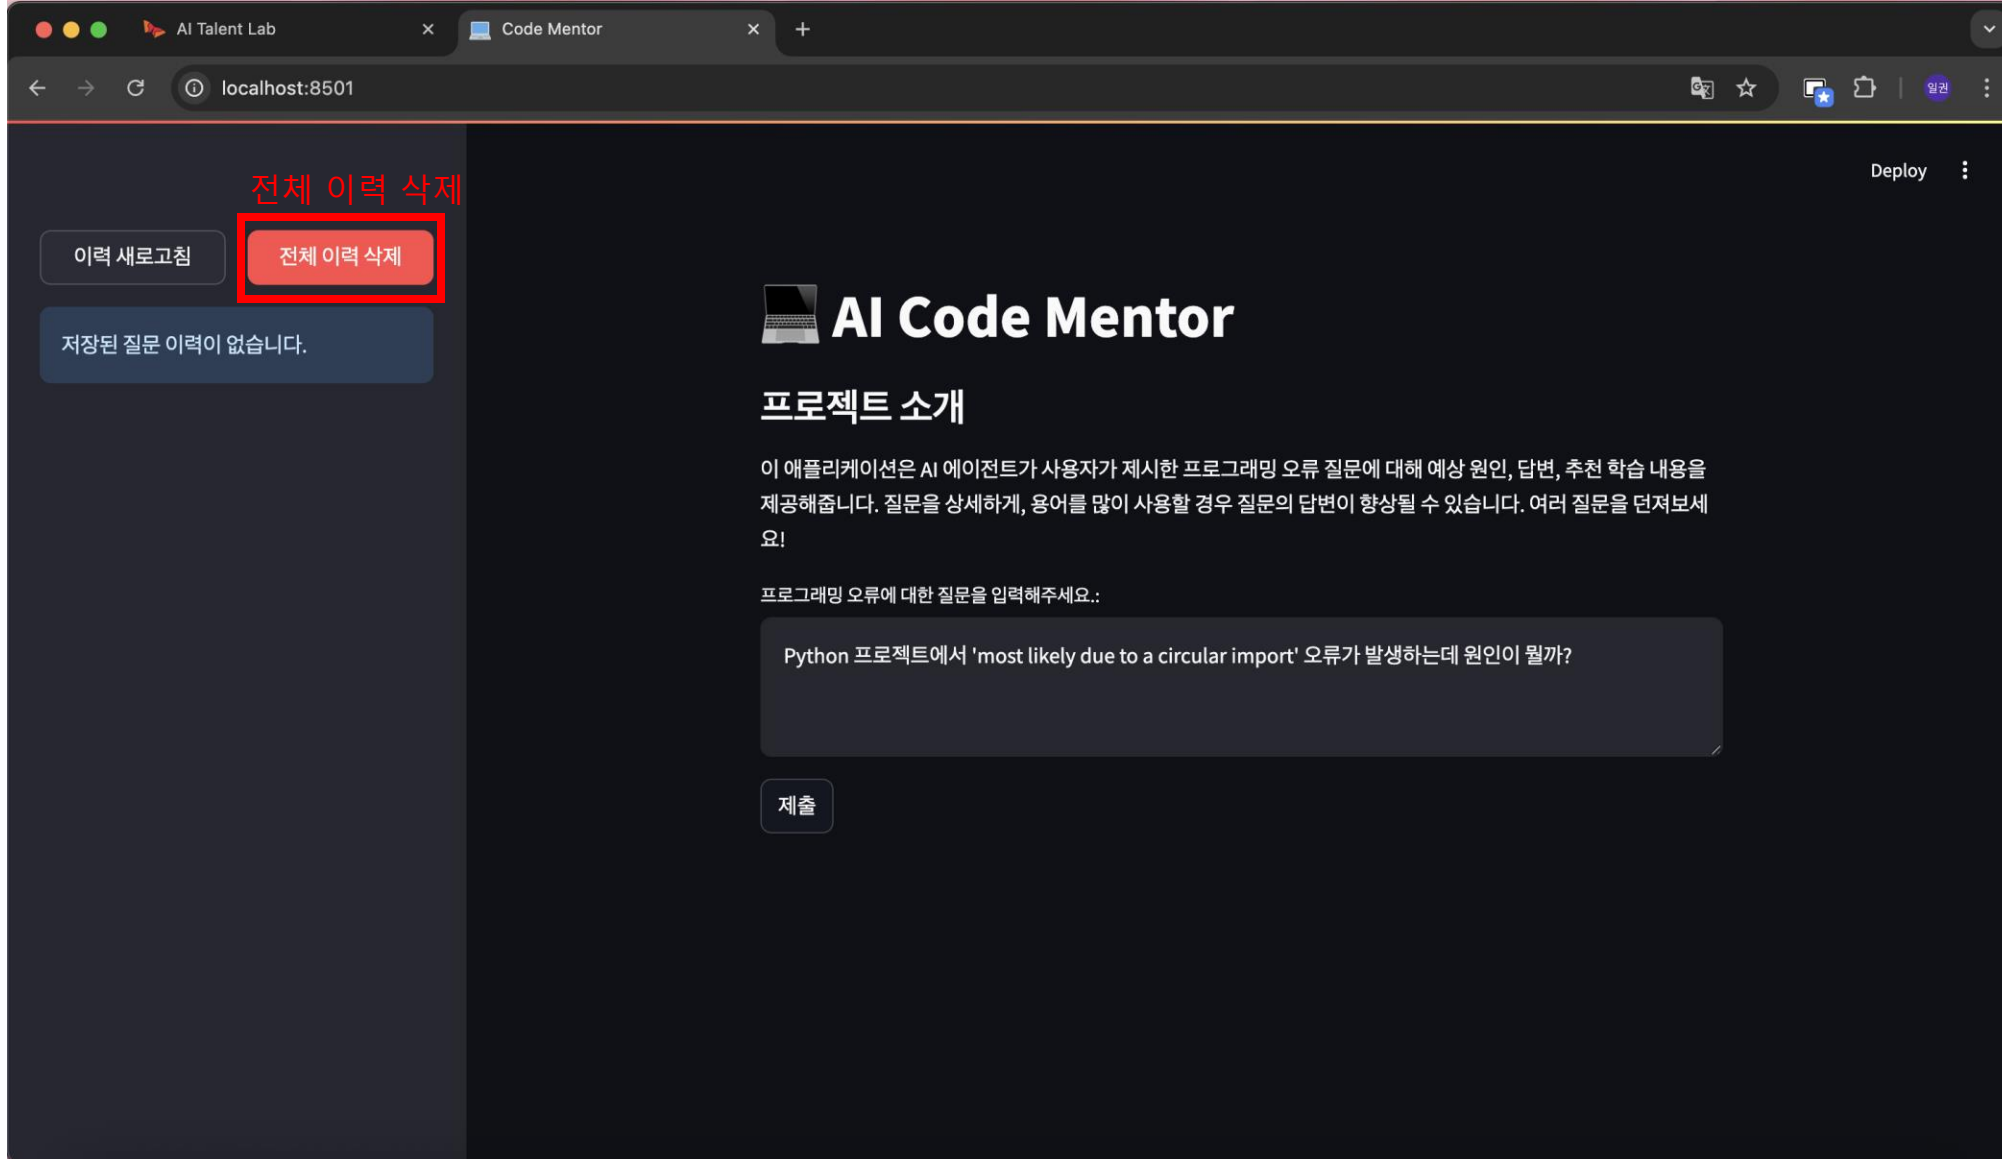 AI Talent Lab
Code Mentor
localhost:8501
일권
Deploy
전체 이력 삭제
이력 새로고침
전체 이력 삭제
저장된 질문 이력이 없습니다.
AI Code Mentor
프로젝트 소개
이 애플리케이션은 AI 에이전트가 사용자가 제시한 프로그래밍 오류 질문에 대해 예상 원인, 답변, 추천 학습 내용을
제공해줍니다. 질문을 상세하게, 용어를 많이 사용할 경우 질문의 답변이 향상될 수 있습니다. 여러 질문을 던져보세
요!
프로그래밍 오류에 대한 질문을 입력해주세요.:
Python 프로젝트에서 'most likely due to a circular import' 오류가 발생하는데 원인이 뭘까?
제출